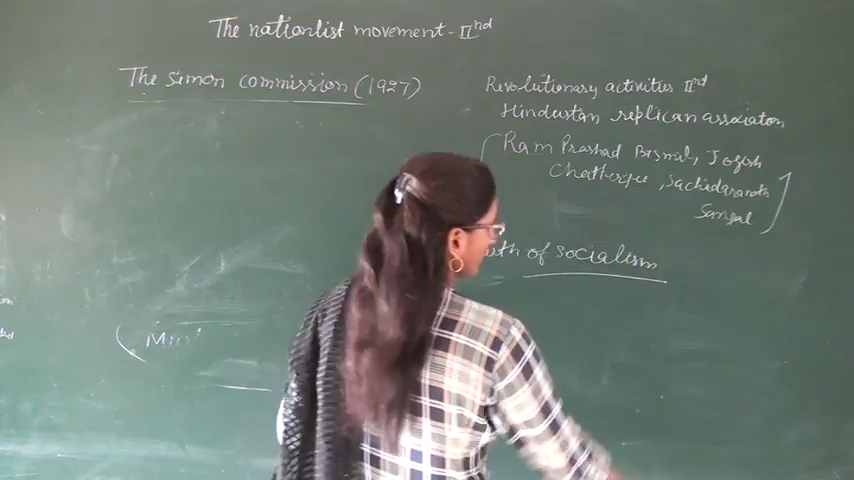 The nationlist movement - II nd
The Simon commission (1927)
Revolutionary activities II nd
Hindustan replican association
Ram Prashad Bismil, Jogesh
Chatterjee, Sachidaranath
Sanyal
of socialism